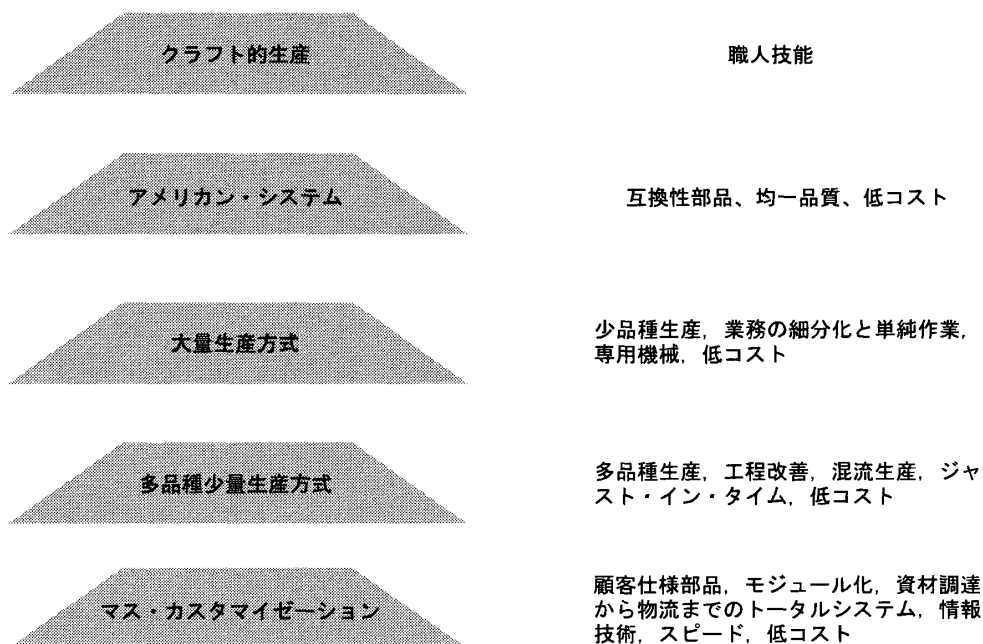 クラフト的生産
職人技能
アメリカン・システム
互換性部品、均一品質、低コスト
大量生産方式
少品種生産，業務の細分化と単純作業，
専用機械，低コスト
多品種少量生産方式
多品種生産，工程改善，混流生産，ジャ
スト・イン・タイム，低コスト
マス・カスタマイゼーション
顧客仕様部品，モジュール化，資材調達
から物流までのトータルシステム，情報
技術，スピード，低コスト